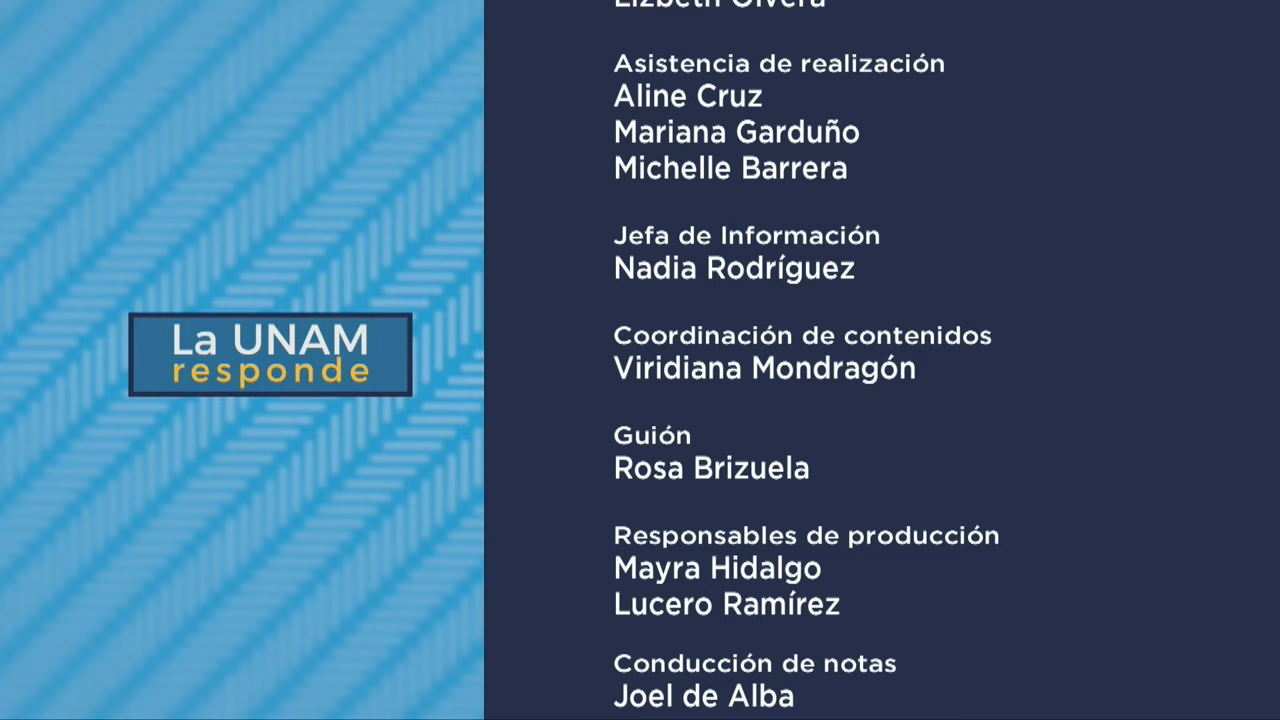 La UNAM
responde
Lizbeth Olvera
Asistencia de realización
Aline Cruz
Mariana Garduño
Michelle Barrera
Jefa de Información
Nadia Rodríguez
Coordinación de contenidos
Viridiana Mondragón
Guión
Rosa Brizuela
Responsables de producción
Mayra Hidalgo
Lucero Ramírez
Conducción de notas
Joel de Alba